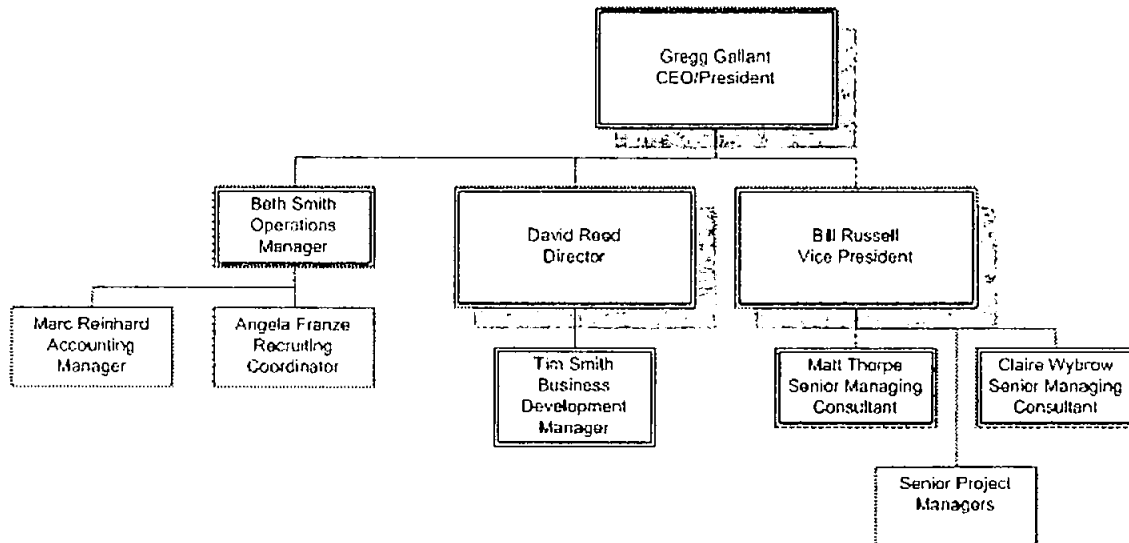 Gregg Gallant
CEO/President
Beth Smith
Operations
Manager
David Reed
Director
Bill Russell
Vice President
Marc Reinhard
Accounting
Manager
Angela Franze
Recruiting
Coordinator
Tim Smith
Business
Development
Manager
Matt Thorpe
Senior Managing
Consultant
Claire Wybrow
Senior Managing
Consultant
Senior Project
Managers